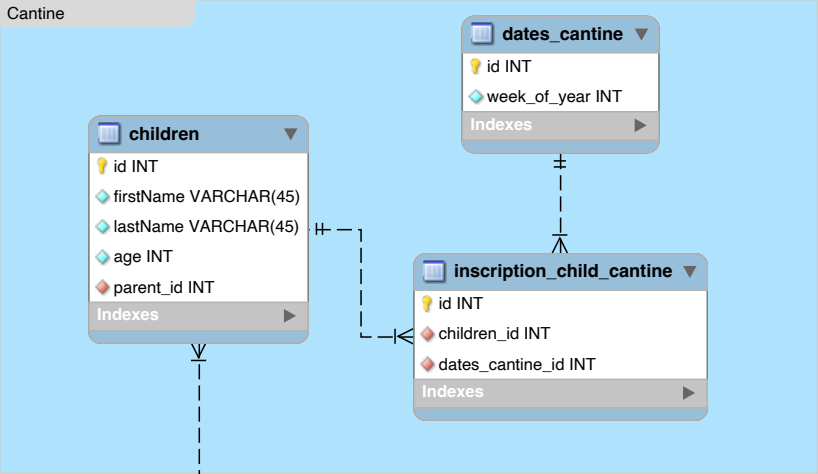 Cantine
dates_cantine
id INT
week_of_year INT
Indexes
children
id INT
firstName VARCHAR(45)
lastName VARCHAR(45)
age INT
parent_id INT
Indexes
inscription_child_cantine
id INT
children_id INT
dates_cantine_id INT
Indexes